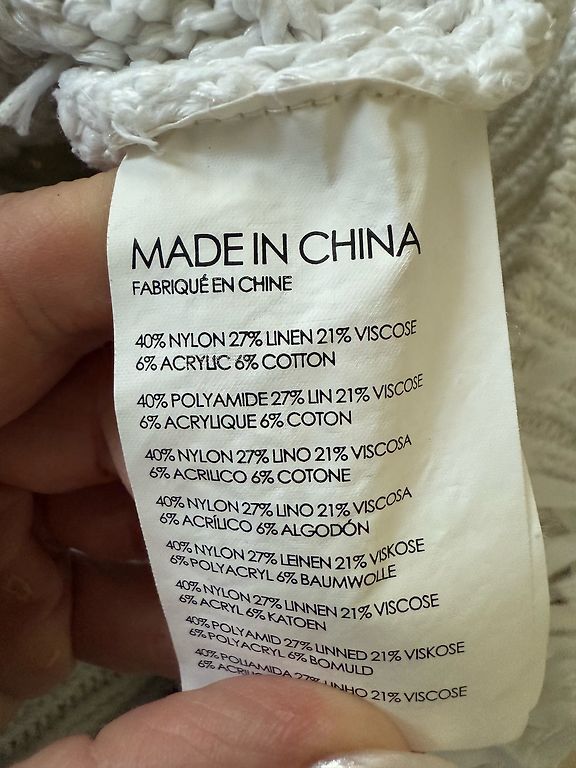 MADE IN CHINA
FABRIQUÉ EN CHINE
40% NYLON 27% LINEN 21% VISCOSE
6% ACRYLIC 6% COTTON
40% POLYAMIDE 27% LIN 21% VISCOSE
6% ACRYLIQUE 6% COTON
40% NYLON 27% LINO 21% VISCOSA
6% ACRILICO 6% COTONE
40% NYLON 27% LINO 21% VISCOSA
6% ACRÍLICO 6% ALGODÓN
40% NYLON 27% LEINEN 21% VISKOSE
6% POLYACRYL 6% BAUMWOLLE
40% NYLON 27% LINNEN 21% VISCOSE
6% ACRYL 6% KATOEN
40% POLYAMID 27% LINNED 21% VISKOSE
6% POLYACRYL 6% BOMULD
40% POLIAMIDA 27% LINHO 21% VISCOSE
6%